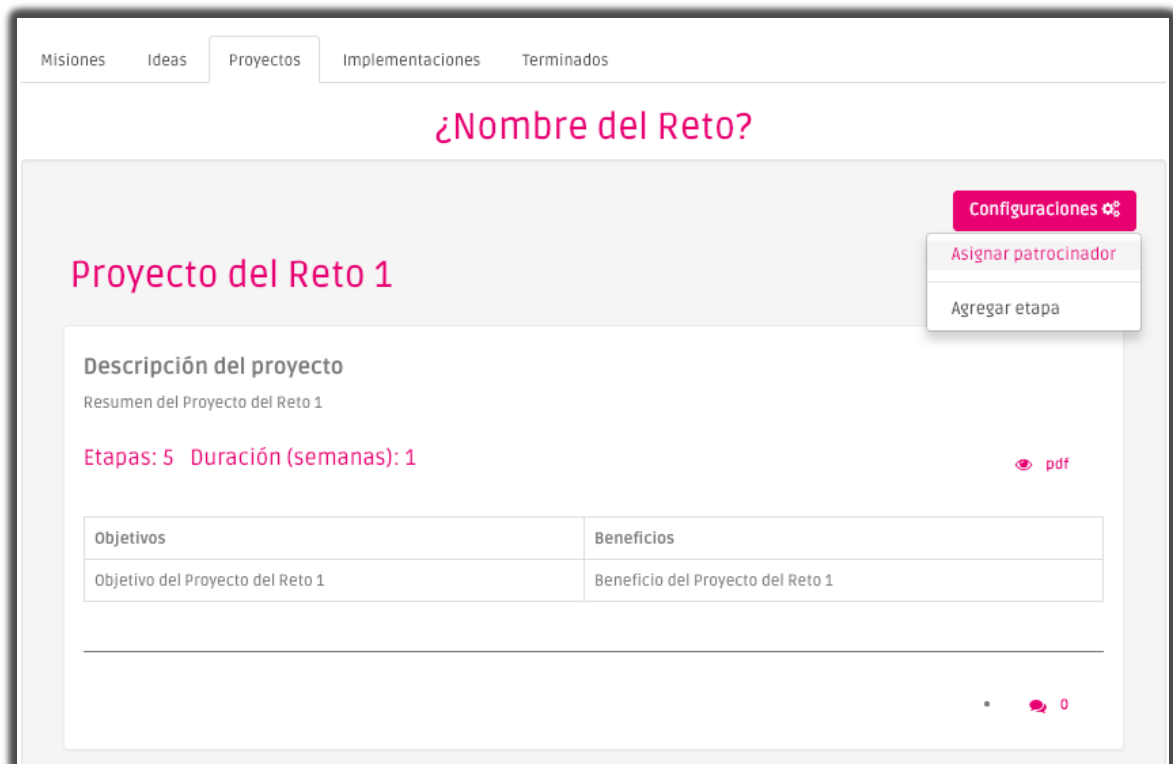 Misiones Ideas Proyectos Implementaciones Terminados
¿Nombre del Reto?
Configuraciones
Asignar patrocinador
Agregar etapa
Proyecto del Reto 1
Descripción del proyecto
Resumen del Proyecto del Reto 1
Etapas: 5 Duración (semanas): 1
pdf
Objetivos Beneficios
Objetivo del Proyecto del Reto 1 Beneficio del Proyecto del Reto 1
0